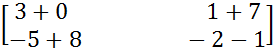 [ 3 + 0 1 + 7
−5 + 8 − 2 − 1 ]